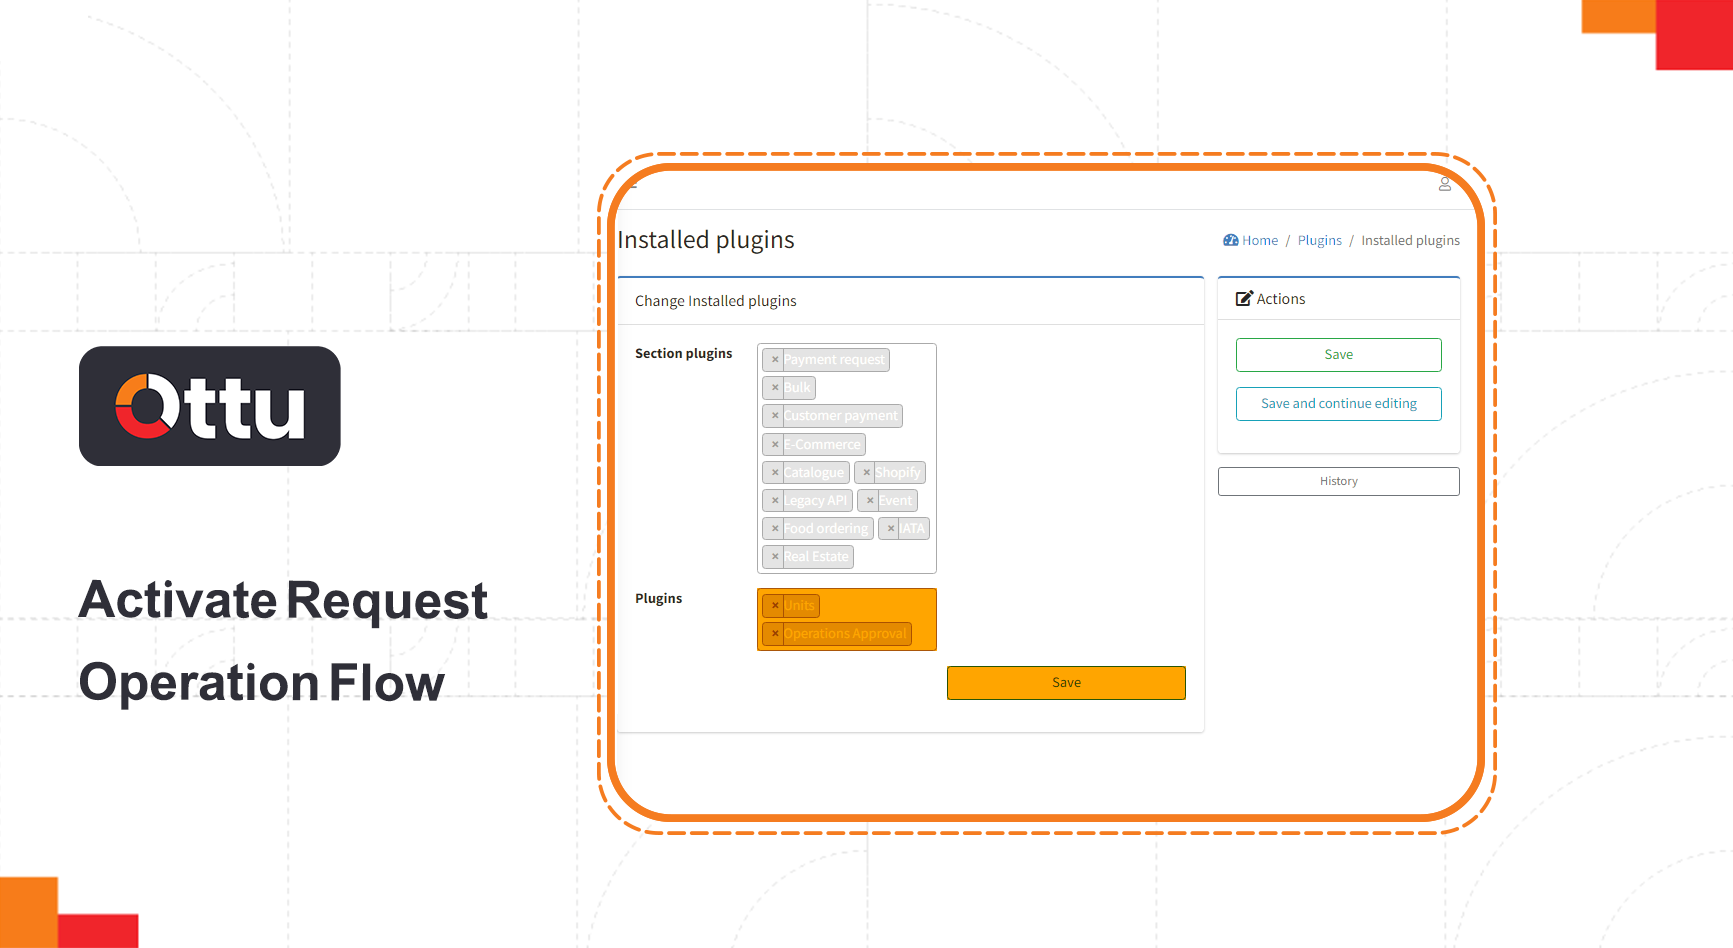 Ottu
Activate Request
Operation Flow
Installed plugins
Home / Plugins / Installed plugins
Change Installed plugins
Section plugins
× Payment request
× Bulk
× Customer payment
× E-Commerce
× Catalogue × Shopify
× Legacy API × Event
× Food ordering × IATA
× Real Estate
Plugins
× Units
× Operations Approval
Save
Actions
Save
Save and continue editing
History